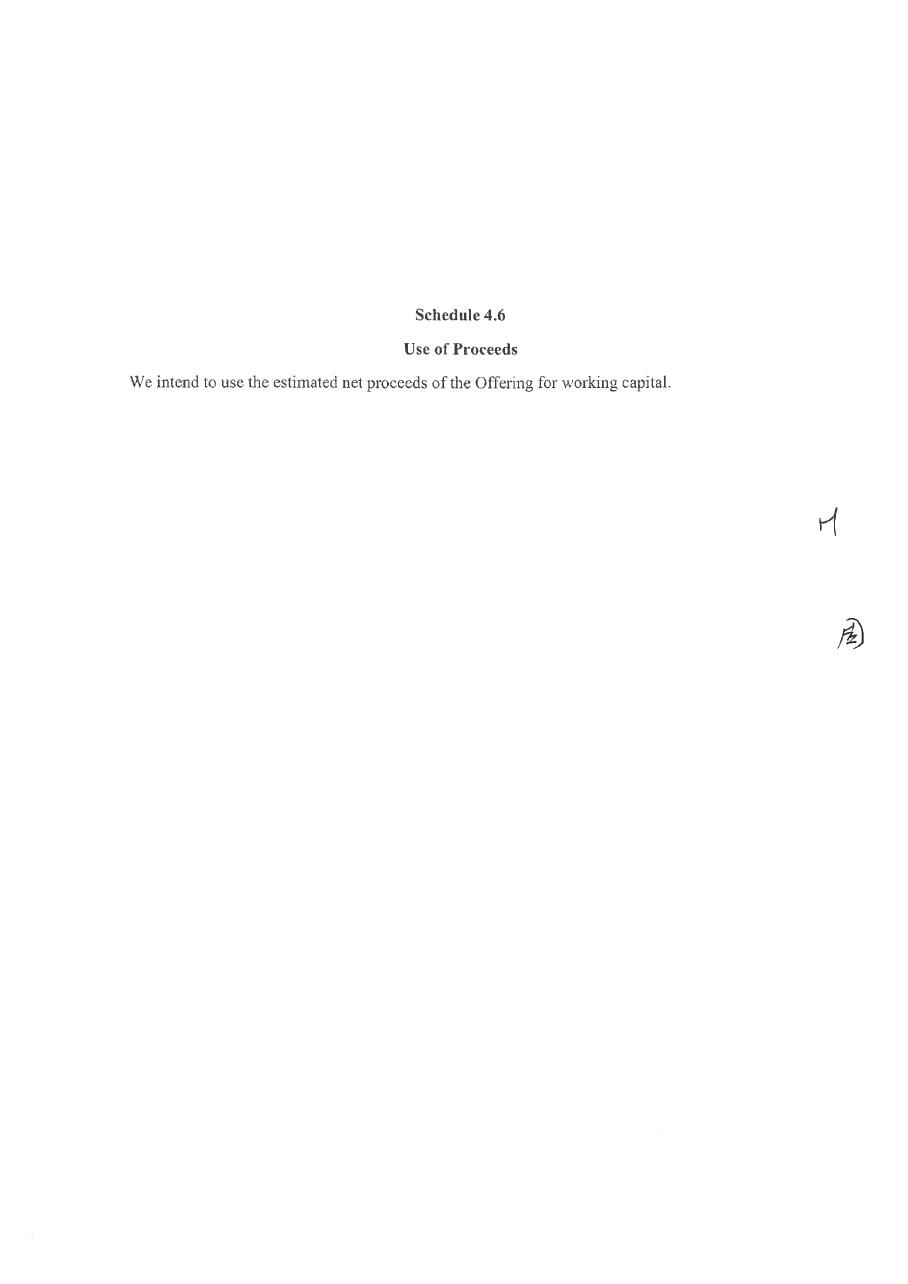 Schedule 4.6
Use of Proceeds
We intend to use the estimated net proceeds of the Offering for working capital.